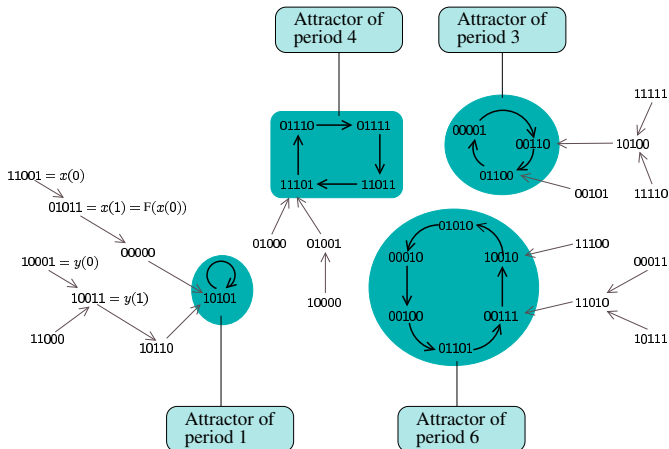 Attractor of
period 4
Attractor of
period 3
01110
01111
11101
11011
01000
01001
10000
00001
00110
01100
11111
10100
11110
00101
11001 = x(0)
01011 = x(1) = F(x(0))
00000
10001 = y(0)
10011 = y(1)
11000
10110
10101
01010
00010
10010
00100
00111
01101
11100
00011
11010
10111
Attractor of
period 1
Attractor of
period 6